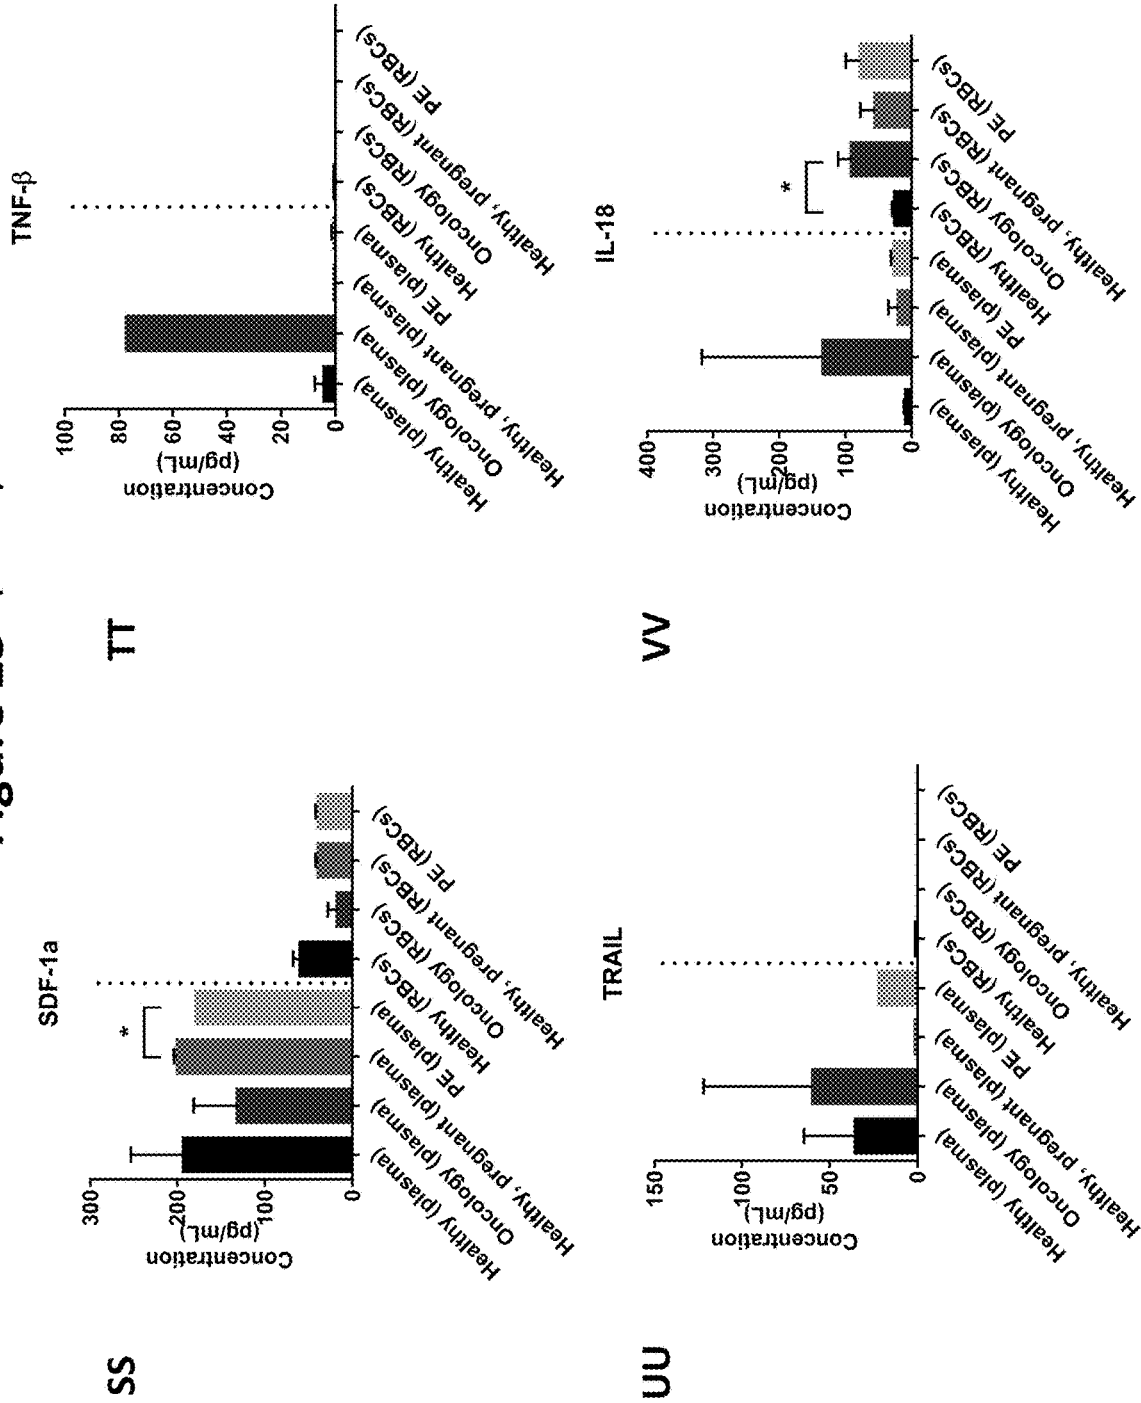 SS
SDF-1a
Concentration
(pg/mL)
300
200
100
0
*
Healthy (plasma)
Oncology (plasma)
Healthy, pregnant (plasma)
PE (plasma)
Healthy (RBCs)
Oncology (RBCs)
Healthy, pregnant (RBCs)
PE (RBCs)
TT
TNF-β
Concentration
(pg/mL)
100
80
60
40
20
0
Healthy (plasma)
Oncology (plasma)
Healthy, pregnant (plasma)
PE (plasma)
Healthy (RBCs)
Oncology (RBCs)
Healthy, pregnant (RBCs)
PE (RBCs)
UU
TRAIL
Concentration
(pg/mL)
150
100
50
0
Healthy (plasma)
Oncology (plasma)
Healthy, pregnant (plasma)
PE (plasma)
Healthy (RBCs)
Oncology (RBCs)
Healthy, pregnant (RBCs)
PE (RBCs)
VV
IL-18
Concentration
(pg/mL)
400
300
200
100
0
*
Healthy (plasma)
Oncology (plasma)
Healthy, pregnant (plasma)
PE (plasma)
Healthy (RBCs)
Oncology (RBCs)
Healthy, pregnant (RBCs)
PE (RBCs)